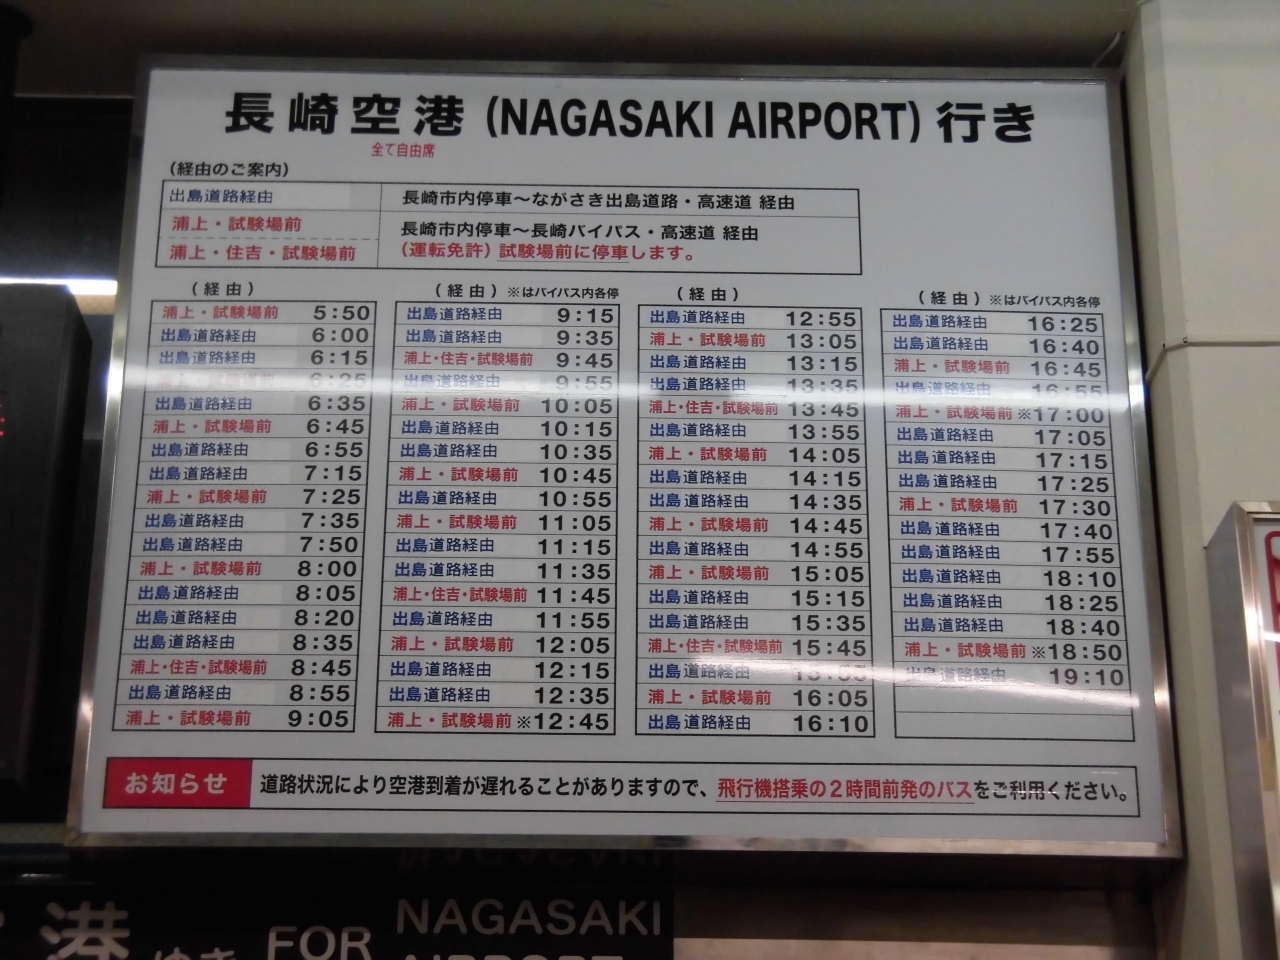 長崎空港 (NAGASAKI AIRPORT) 行き
全て自由席
(経由のご案内)
出島道路経由 長崎市内停車～ながさき出島道路・高速道 経由
浦上・試験場前 長崎市内停車～長崎バイパス・高速道 経由
浦上・住吉・試験場前 (運転免許) 試験場前に停車します。
(経由)
浦上・試験場前 5:50
出島道路経由 6:00
出島道路経由 6:15
浦上・試験場前 6:25
出島道路経由 6:35
浦上・試験場前 6:45
出島道路経由 6:55
出島道路経由 7:15
浦上・試験場前 7:25
出島道路経由 7:35
出島道路経由 7:50
浦上・試験場前 8:00
出島道路経由 8:05
出島道路経由 8:20
出島道路経由 8:35
浦上・住吉・試験場前 8:45
出島道路経由 8:55
浦上・試験場前 9:05
(経由) ※はバイパス内各停
出島道路経由 9:15
出島道路経由 9:35
浦上・住吉・試験場前 9:45
出島道路経由 9:55
浦上・試験場前 10:05
出島道路経由 10:15
出島道路経由 10:35
浦上・試験場前 10:45
出島道路経由 10:55
浦上・試験場前 11:05
出島道路経由 11:15
出島道路経由 11:35
浦上・住吉・試験場前 11:45
出島道路経由 11:55
浦上・試験場前 12:05
出島道路経由 12:15
出島道路経由 12:35
浦上・試験場前 ※12:45
(経由)
出島道路経由 12:55
浦上・試験場前 13:05
出島道路経由 13:15
出島道路経由 13:35
浦上・住吉・試験場前 13:45
出島道路経由 13:55
浦上・試験場前 14:05
出島道路経由 14:15
出島道路経由 14:35
浦上・試験場前 14:45
出島道路経由 14:55
浦上・試験場前 15:05
出島道路経由 15:15
出島道路経由 15:35
浦上・住吉・試験場前 15:45
出島道路経由 15:55
浦上・試験場前 16:05
出島道路経由 16:10
(経由) ※はバイパス内各停
出島道路経由 16:25
出島道路経由 16:40
浦上・試験場前 16:45
出島道路経由 16:55
浦上・試験場前 ※17:00
出島道路経由 17:05
出島道路経由 17:15
出島道路経由 17:25
浦上・試験場前 17:30
出島道路経由 17:40
出島道路経由 17:55
出島道路経由 18:10
出島道路経由 18:25
出島道路経由 18:40
浦上・試験場前 ※18:50
出島道路経由 19:10
お知らせ 道路状況により空港到着が遅れることがありますので、飛行機搭乗の2時間前発のバスをご利用ください。
港ゆき FOR NAGASAKI
AIRPORT